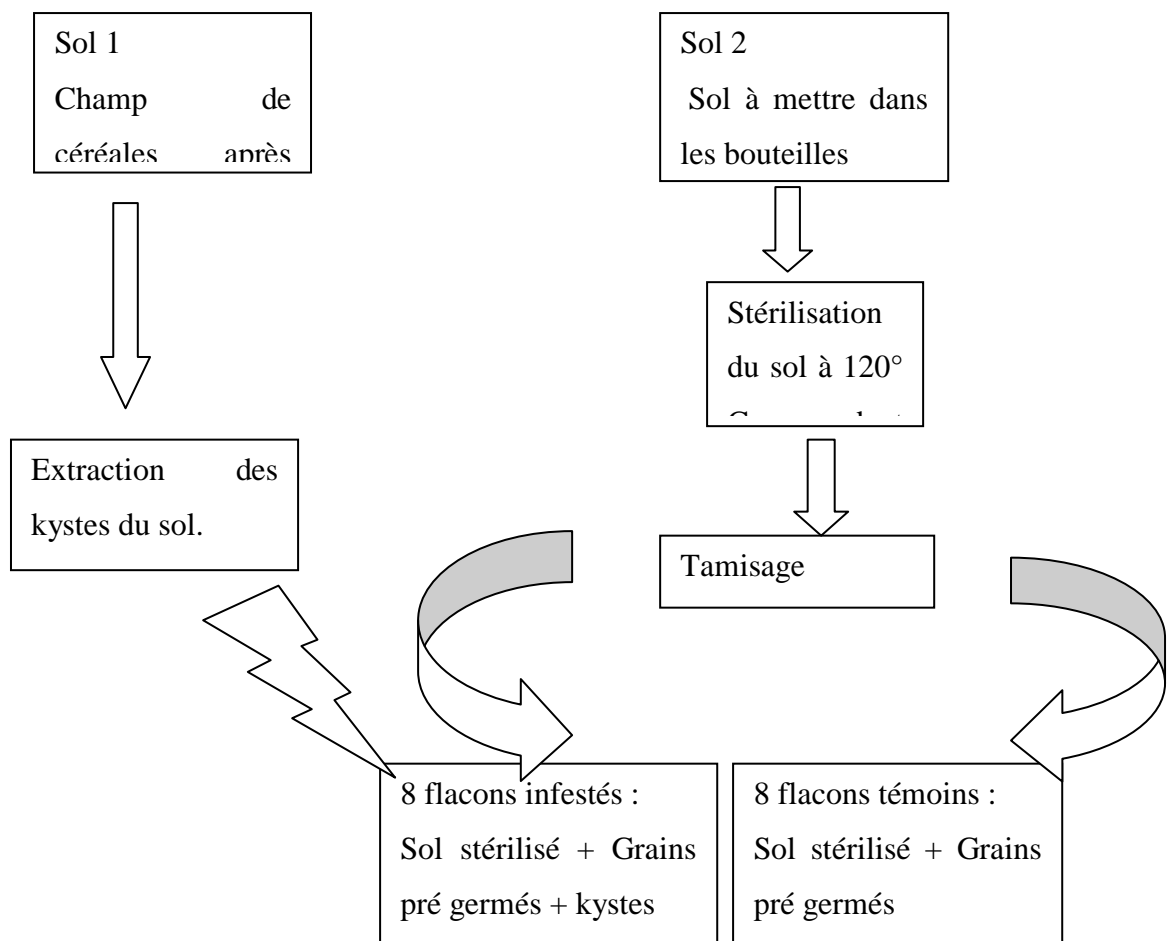 Sol 1
Champ de
céréales après
Sol 2
Sol à mettre dans
les bouteilles
Stérilisation
du sol à 120°
Extraction des
kystes du sol.
Tamisage
8 flacons infestés :
Sol stérilisé + Grains
pré germés + kystes
8 flacons témoins :
Sol stérilisé + Grains
pré germés